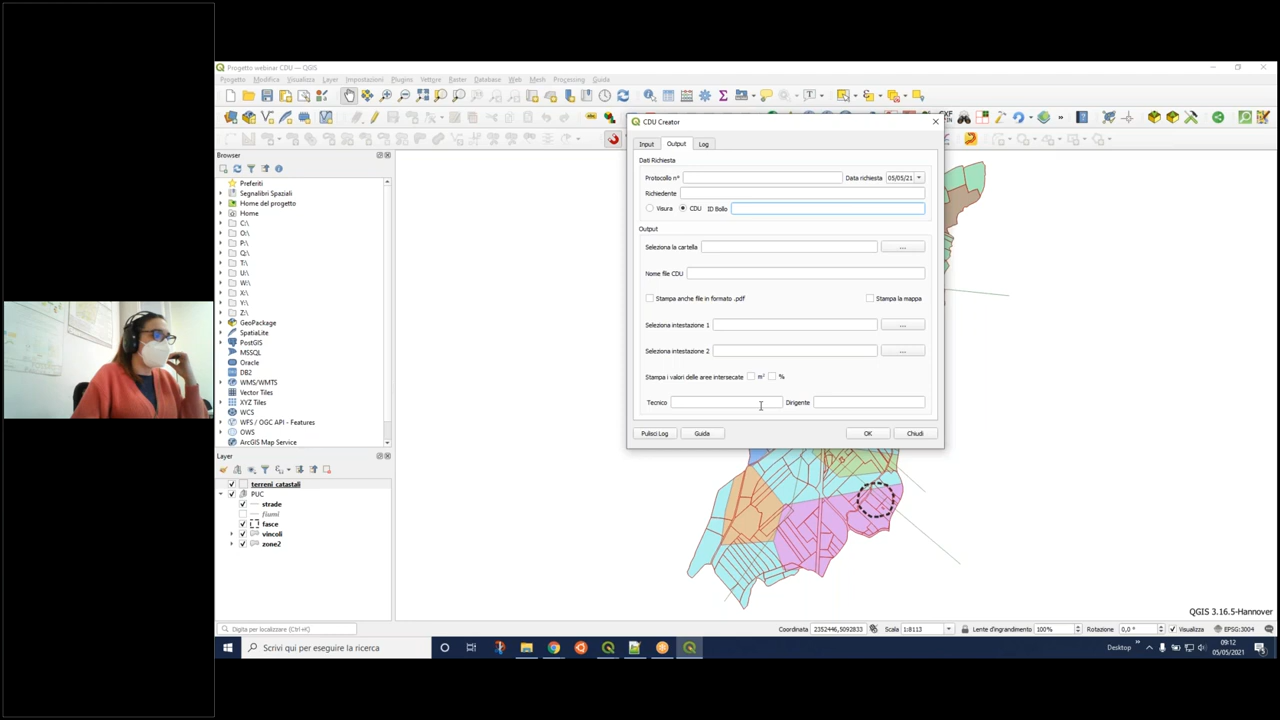 Progetto webinar CDU — QGIS
Progetto Modifica Visualizza Layer Impostazioni Plugins Vettore Raster Database Web Mesh Processing Guida
Browser
Preferiti
Segnalibri Spaziali
Home del progetto
Home
C:\
O:\
P:\
Q:\
T:\
U:\
W:\
X:\
Y:\
Z:\
GeoPackage
SpatiaLite
PostGIS
MSSQL
Oracle
DB2
WMS/WMTS
Vector Tiles
XYZ Tiles
WCS
WFS / OGC API - Features
OWS
ArcGIS Map Service
Layer
terreni_catastali
PUC
strade
fiumi
fasce
vincoli
zone2
CDU Creator
Input Output Log
Dati Richiesta
Protocollo n° Data richiesta 05/05/21
Richiedente
Visura CDU ID Bollo
Output
Seleziona la cartella ...
Nome file CDU
Stampa anche file in formato .pdf Stampa la mappa
Seleziona intestazione 1 ...
Seleziona intestazione 2 ...
Stampa i valori delle aree intersecate m² %
Tecnico Dirigente
Pulisci Log Guida OK Chiudi
QGIS 3.16.5-Hannover
Digita per localizzare (Ctrl+K) Coordinata 2352446,5092833 Scala 1:8113 Lente d'ingrandimento 100% Rotazione 0,0 ° Visualizza EPSG:3004
Scrivi qui per eseguire la ricerca Desktop 09:12
05/05/2021